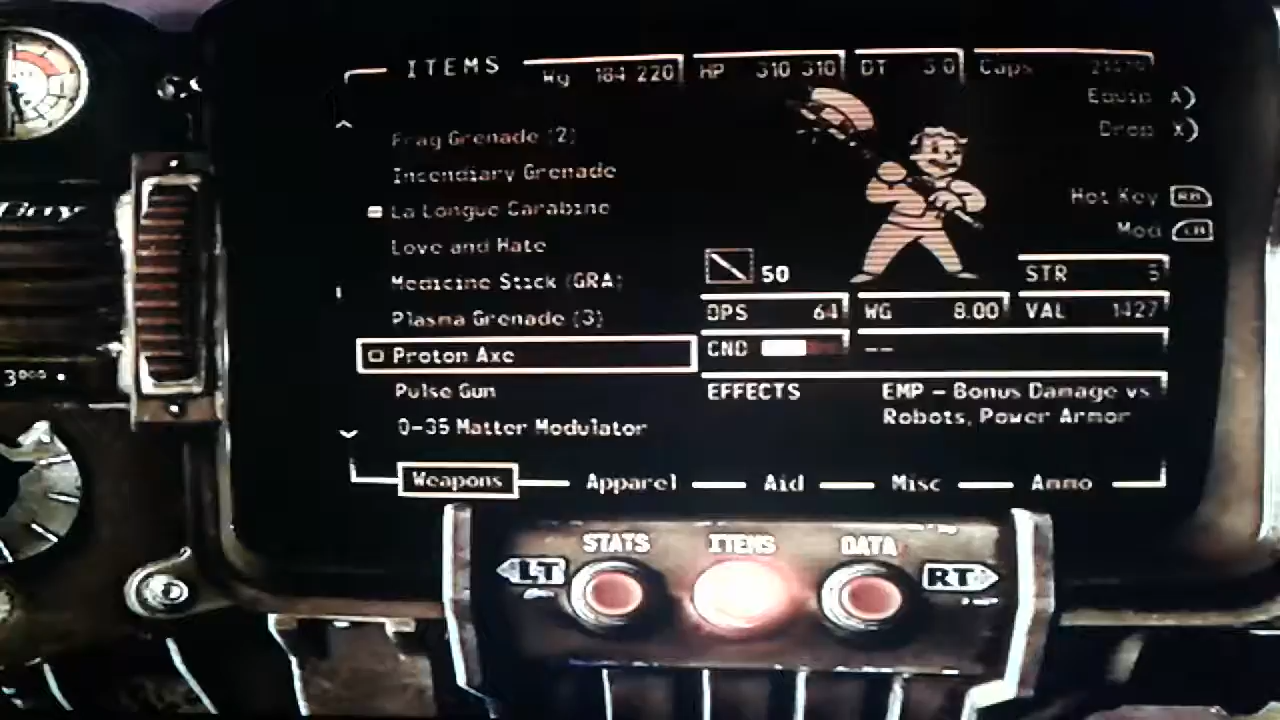 ITEMS
Wg 184 220
HP 310 310
DT 3.0
Caps
Equip A)
Drop X)
Hot Key RB
Mod LB
Frag Grenade (2)
Incendiary Grenade
La Longue Carabine
Love and Hate
Medicine Stick (GRA)
Plasma Grenade (3)
Proton Axe
Pulse Gun
Q-35 Matter Modulator
50
STR 5
DPS 64
WG 8.00
VAL 1427
CND
--
EFFECTS
EMP - Bonus Damage vs
Robots, Power Armor
Weapons
Apparel
Aid
Misc
Ammo
STATS
ITEMS
DATA
LT
RT
Boy
3000